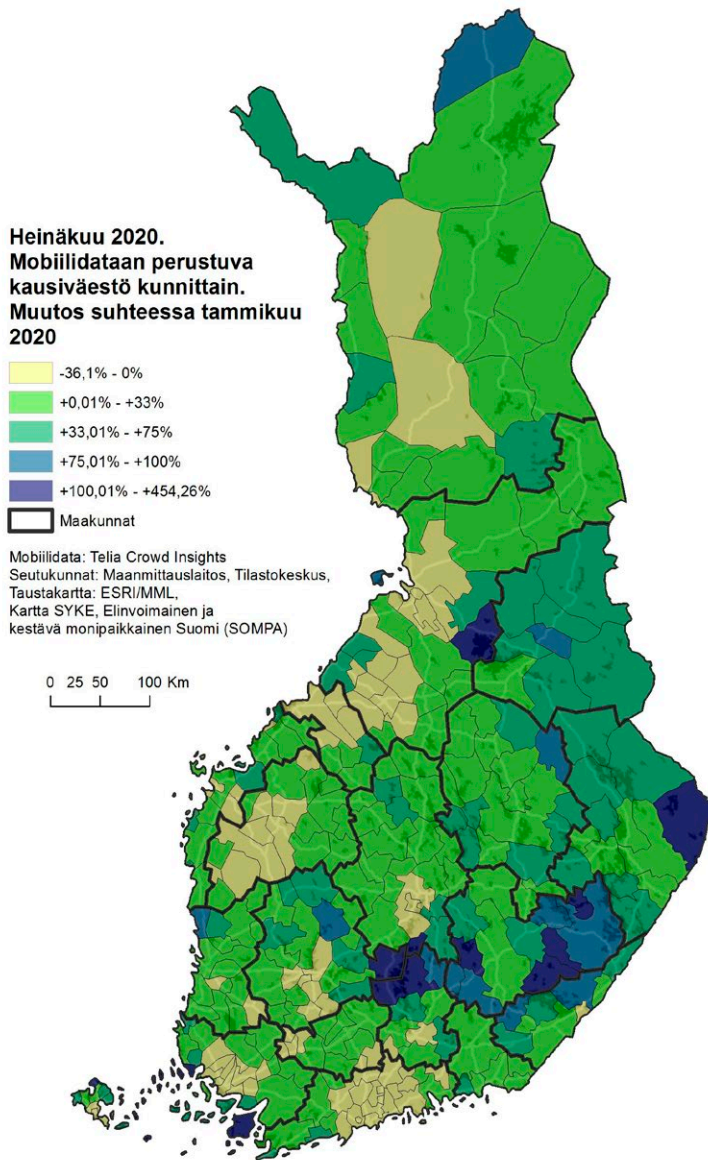 Heinäkuu 2020.
Mobiilidataan perustuva
kausiväestö kunnittain.
Muutos suhteessa tammikuu
2020
-36,1% - 0%
+0,01% - +33%
+33,01% - +75%
+75,01% - +100%
+100,01% - +454,26%
Maakunnat
Mobiilidata: Telia Crowd Insights
Seutukunnat: Maanmittauslaitos, Tilastokeskus,
Taustakartta: ESRI/MML,
Kartta SYKE, Elinvoimainen ja
kestävä monipaikkainen Suomi (SOMPA)
0 25 50 100 Km